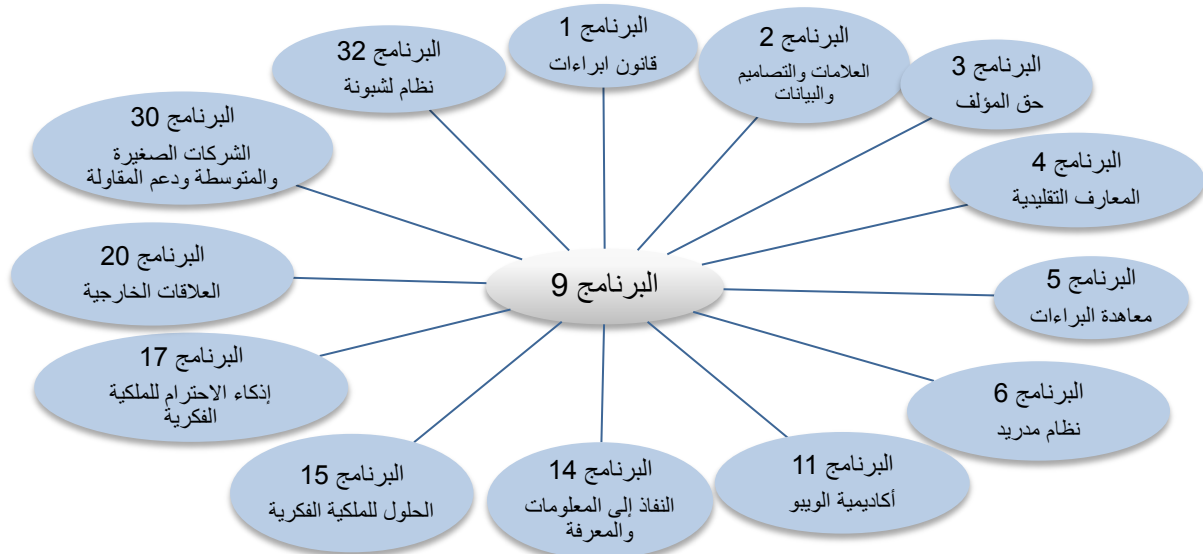 البرنامج 1
قانون ابراءات
البرنامج 2
العلامات والتصاميم
والبيانات
البرنامج 3
حق المؤلف
البرنامج 4
المعارف التقليدية
البرنامج 5
معاهدة البراءات
البرنامج 6
نظام مدريد
البرنامج 11
أكاديمية الويبو
البرنامج 14
النفاذ إلى المعلومات
والمعرفة
البرنامج 15
الحلول للملكية الفكرية
البرنامج 17
إذكاء الاحترام للملكية
الفكرية
البرنامج 20
العلاقات الخارجية
البرنامج 30
الشركات الصغيرة
والمتوسطة ودعم المقاولة
البرنامج 32
نظام لشبونة
البرنامج 9